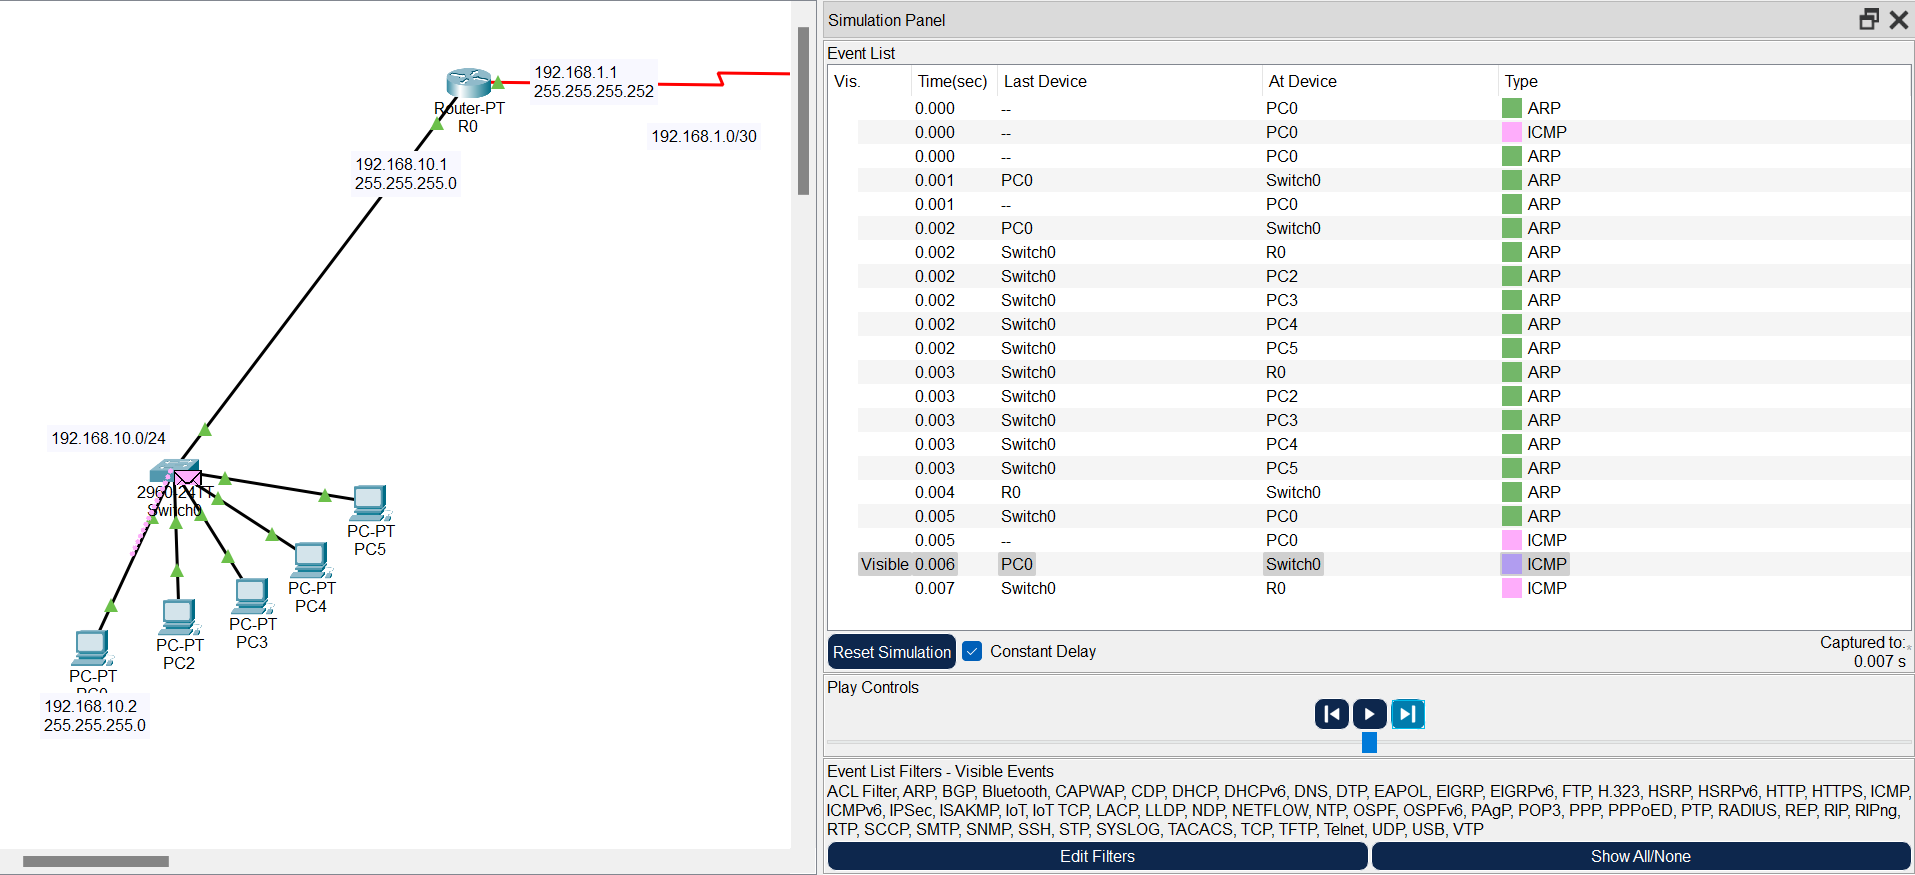 192.168.1.1
255.255.255.252
Router-PT
R0
192.168.1.0/30
192.168.10.1
255.255.255.0
192.168.10.0/24
2960-24TT
Switch0
PC-PT
PC5
PC-PT
PC4
PC-PT
PC3
PC-PT
PC2
PC-PT
PC0
192.168.10.2
255.255.255.0
Simulation Panel
Event List
Vis. Time(sec) Last Device At Device Type
0.000 -- PC0 ARP
0.000 -- PC0 ICMP
0.000 -- PC0 ARP
0.001 PC0 Switch0 ARP
0.001 -- PC0 ARP
0.002 PC0 Switch0 ARP
0.002 Switch0 R0 ARP
0.002 Switch0 PC2 ARP
0.002 Switch0 PC3 ARP
0.002 Switch0 PC4 ARP
0.002 Switch0 PC5 ARP
0.003 Switch0 R0 ARP
0.003 Switch0 PC2 ARP
0.003 Switch0 PC3 ARP
0.003 Switch0 PC4 ARP
0.003 Switch0 PC5 ARP
0.004 R0 Switch0 ARP
0.005 Switch0 PC0 ARP
0.005 -- PC0 ICMP
Visible 0.006 PC0 Switch0 ICMP
0.007 Switch0 R0 ICMP
Reset Simulation Constant Delay
Captured to:
0.007 s
Play Controls
Event List Filters - Visible Events
ACL Filter, ARP, BGP, Bluetooth, CAPWAP, CDP, DHCP, DHCPv6, DNS, DTP, EAPOL, EIGRP, EIGRPv6, FTP, H.323, HSRP, HSRPv6, HTTP, HTTPS, ICMP,
ICMPv6, IPSec, ISAKMP, IoT, IoT TCP, LACP, LLDP, NDP, NETFLOW, NTP, OSPF, OSPFv6, PAgP, POP3, PPP, PPPoED, PTP, RADIUS, REP, RIP, RIPng,
RTP, SCCP, SMTP, SNMP, SSH, STP, SYSLOG, TACACS, TCP, TFTP, Telnet, UDP, USB, VTP
Edit Filters Show All/None